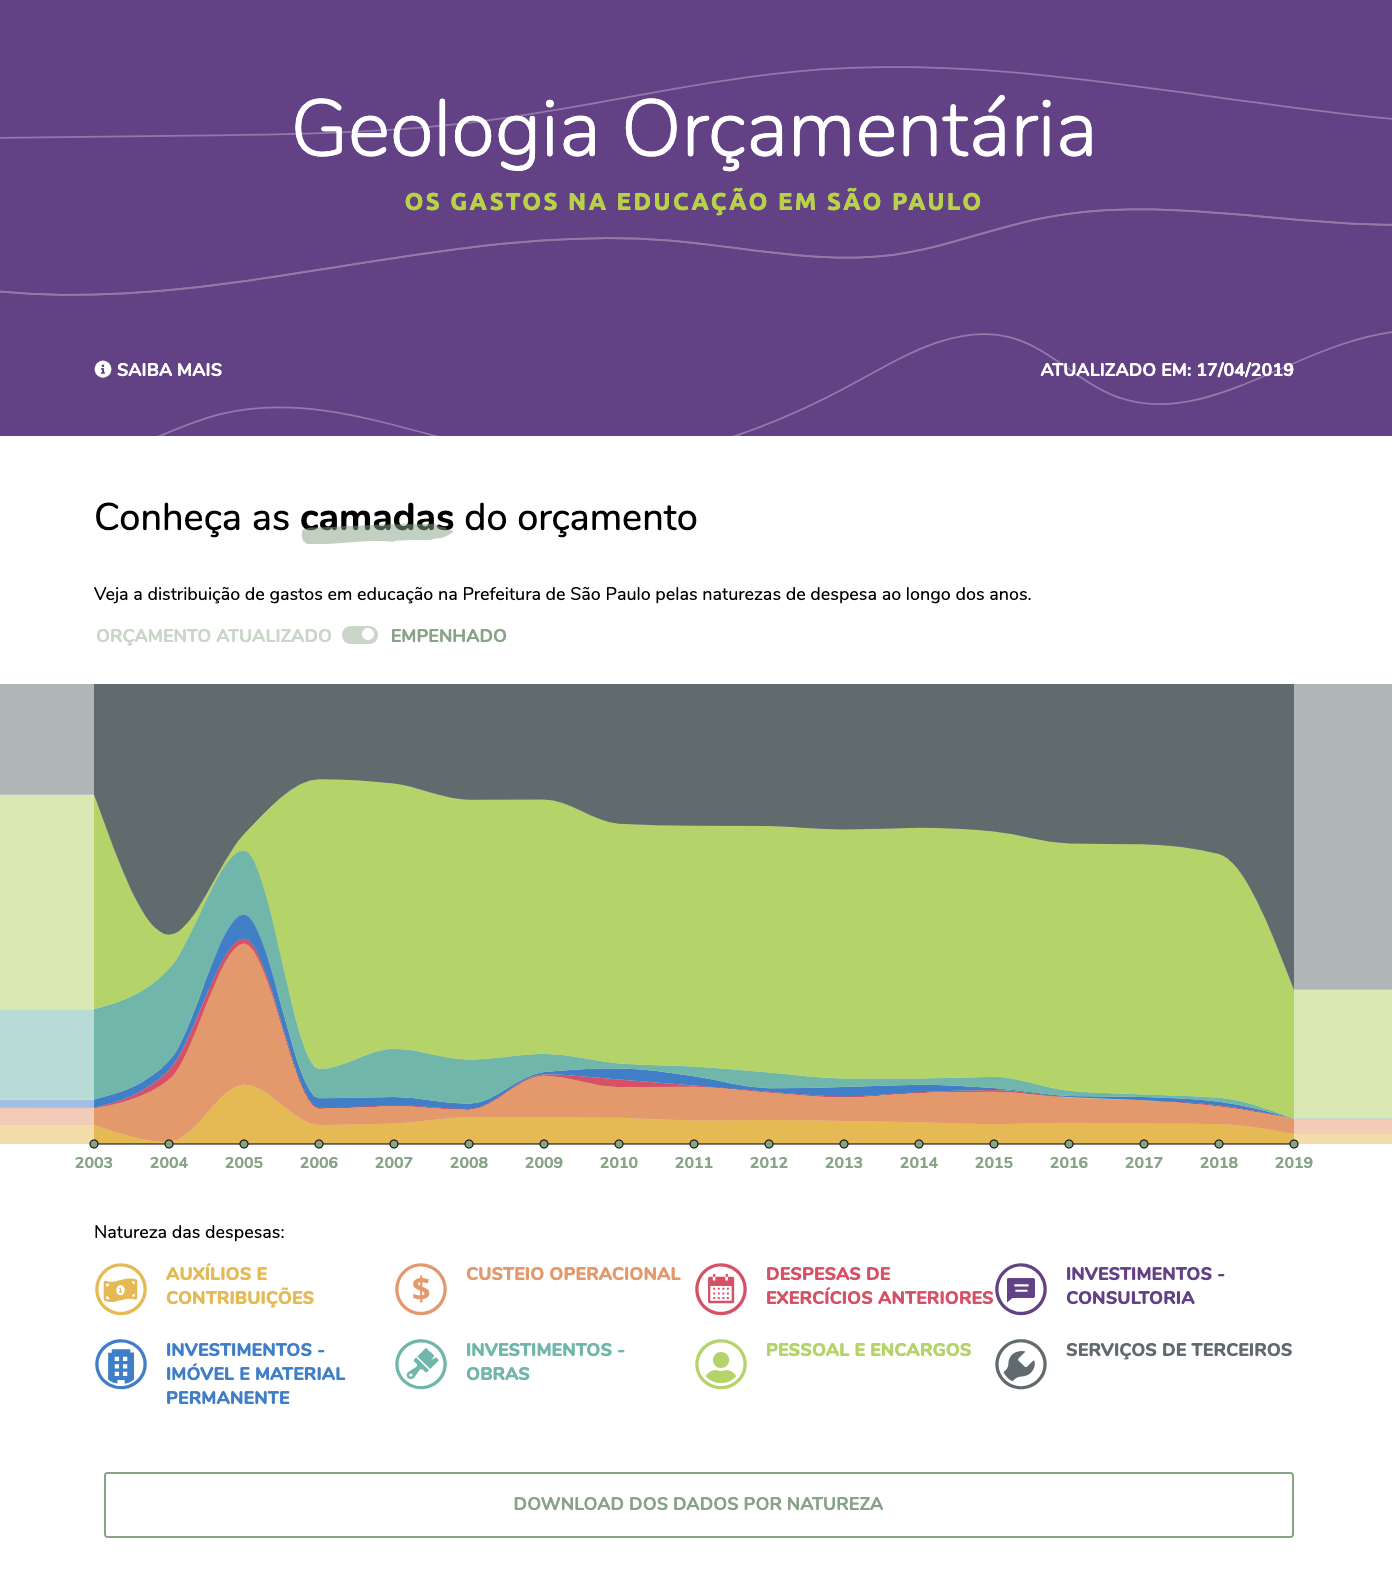 Geologia Orçamentária
OS GASTOS NA EDUCAÇÃO EM SÃO PAULO
SAIBA MAIS
ATUALIZADO EM: 17/04/2019
Conheça as camadas do orçamento
Veja a distribuição de gastos em educação na Prefeitura de São Paulo pelas naturezas de despesa ao longo dos anos.
ORÇAMENTO ATUALIZADO EMPENHADO
2003 2004 2005 2006 2007 2008 2009 2010 2011 2012 2013 2014 2015 2016 2017 2018 2019
Natureza das despesas:
AUXÍLIOS E
CONTRIBUIÇÕES
$
CUSTEIO OPERACIONAL
DESPESAS DE
EXERCÍCIOS ANTERIORES
INVESTIMENTOS -
CONSULTORIA
INVESTIMENTOS -
IMÓVEL E MATERIAL
PERMANENTE
INVESTIMENTOS -
OBRAS
PESSOAL E ENCARGOS
SERVIÇOS DE TERCEIROS
DOWNLOAD DOS DADOS POR NATUREZA